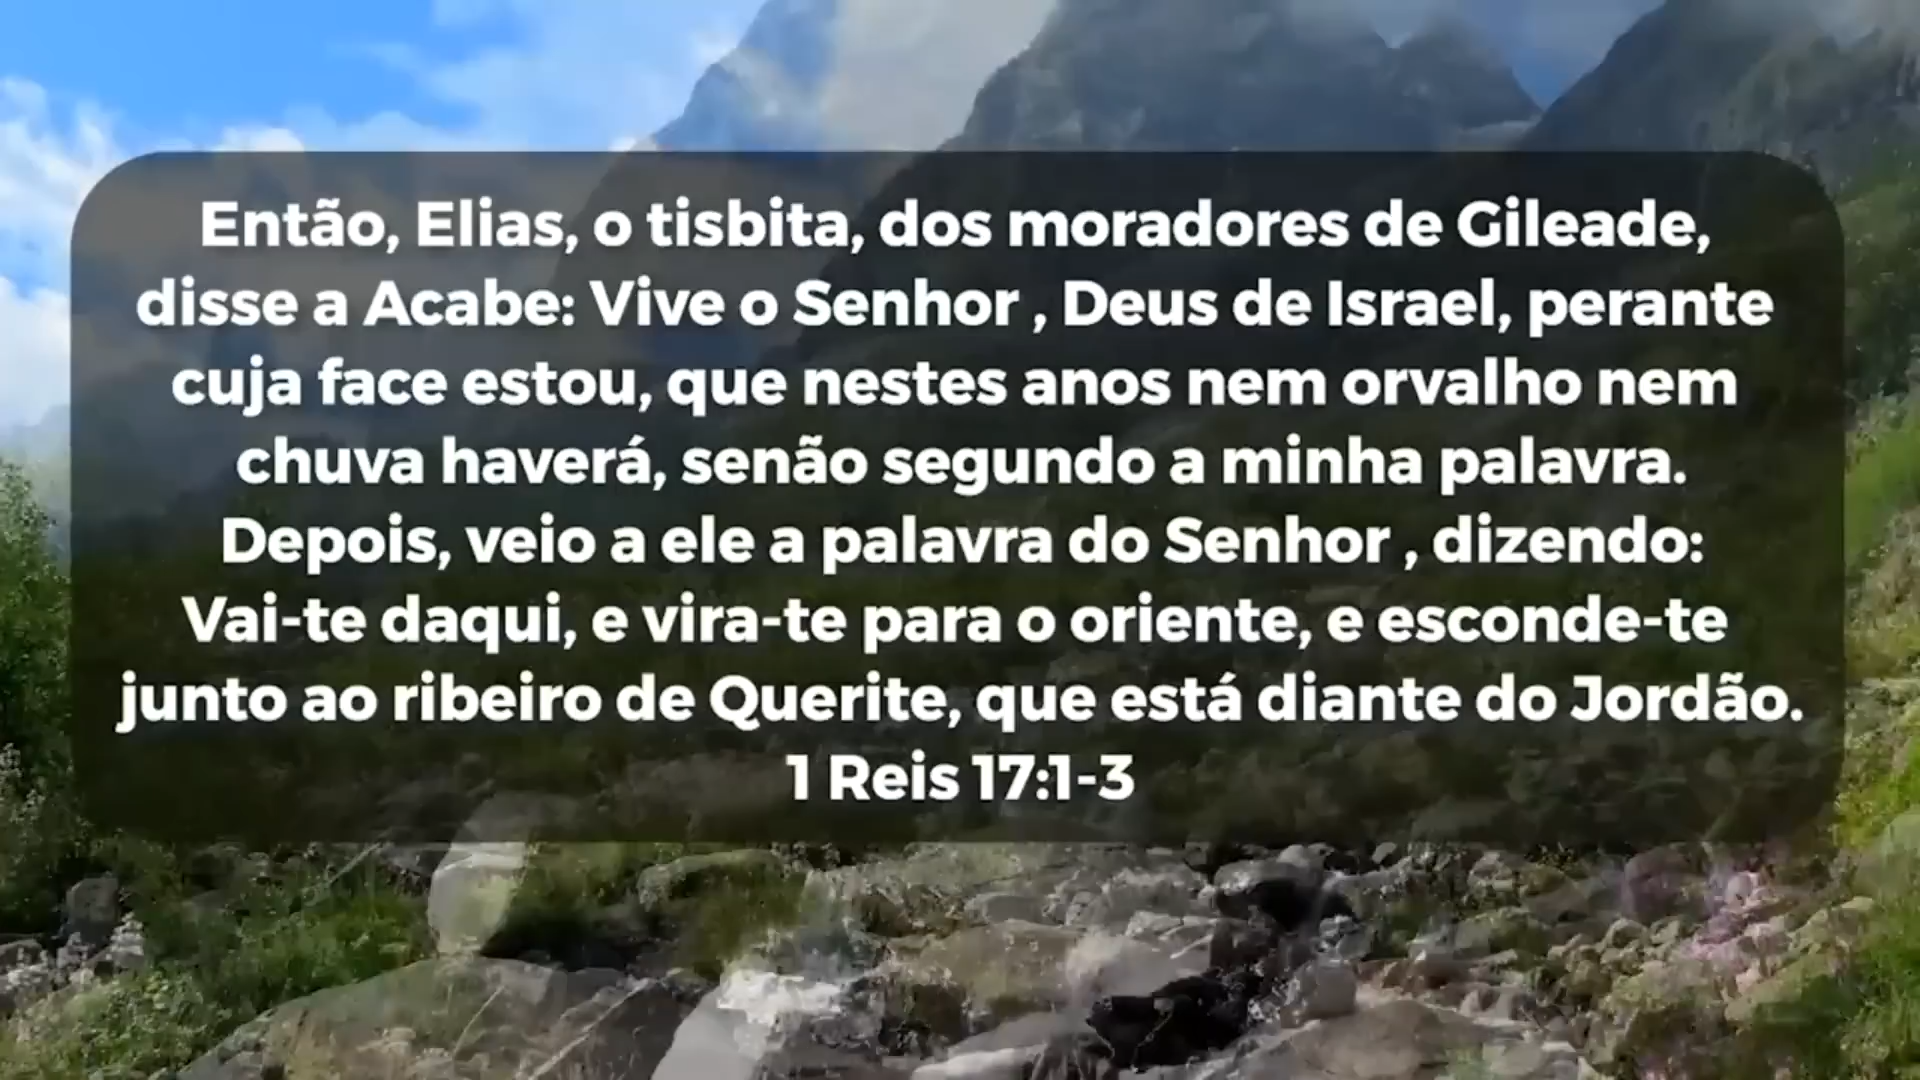 Então, Elias, o tisbita, dos moradores de Gileade,
disse a Acabe: Vive o Senhor , Deus de Israel, perante
cuja face estou, que nestes anos nem orvalho nem
chuva haverá, senão segundo a minha palavra.
Depois, veio a ele a palavra do Senhor , dizendo:
Vai-te daqui, e vira-te para o oriente, e esconde-te
junto ao ribeiro de Querite, que está diante do Jordão.
1 Reis 17:1-3